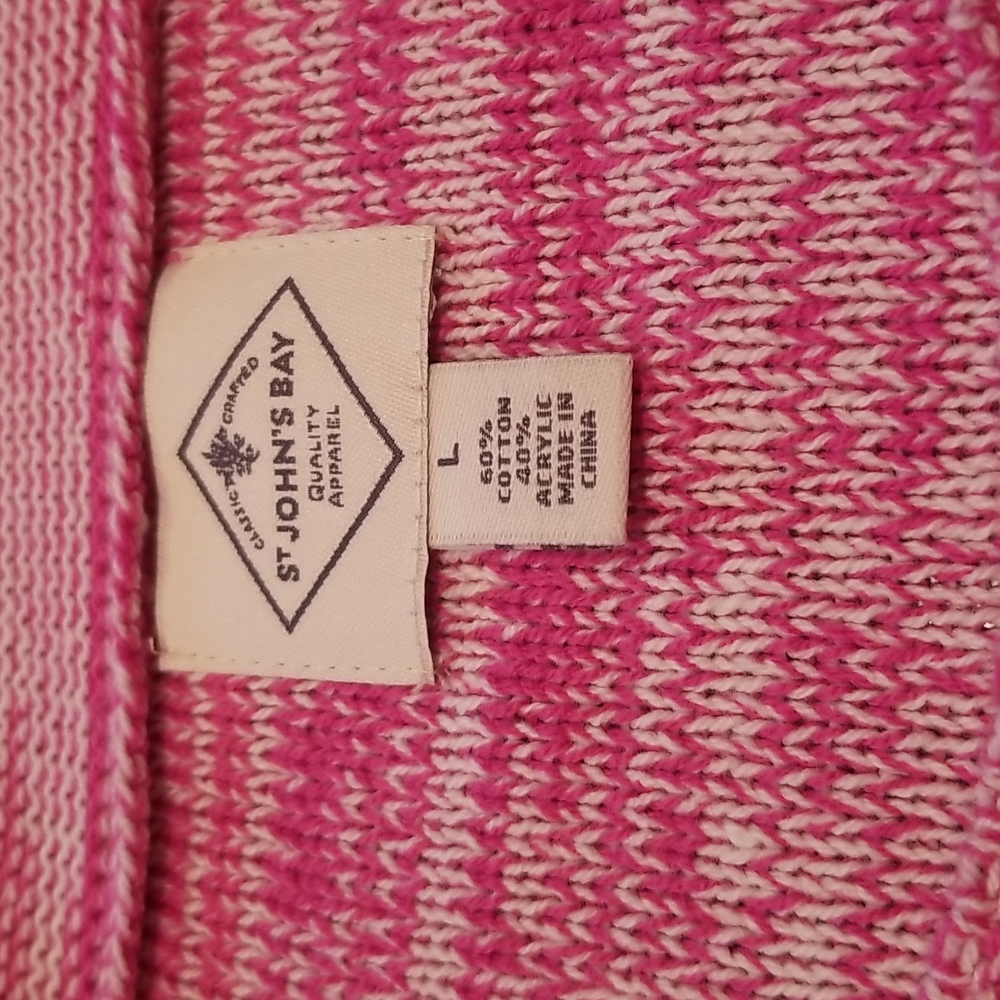 CLASSIC CRAFTED
ST JOHN'S BAY
QUALITY
APPAREL
L
60%
COTTON
40%
ACRYLIC
MADE IN
CHINA